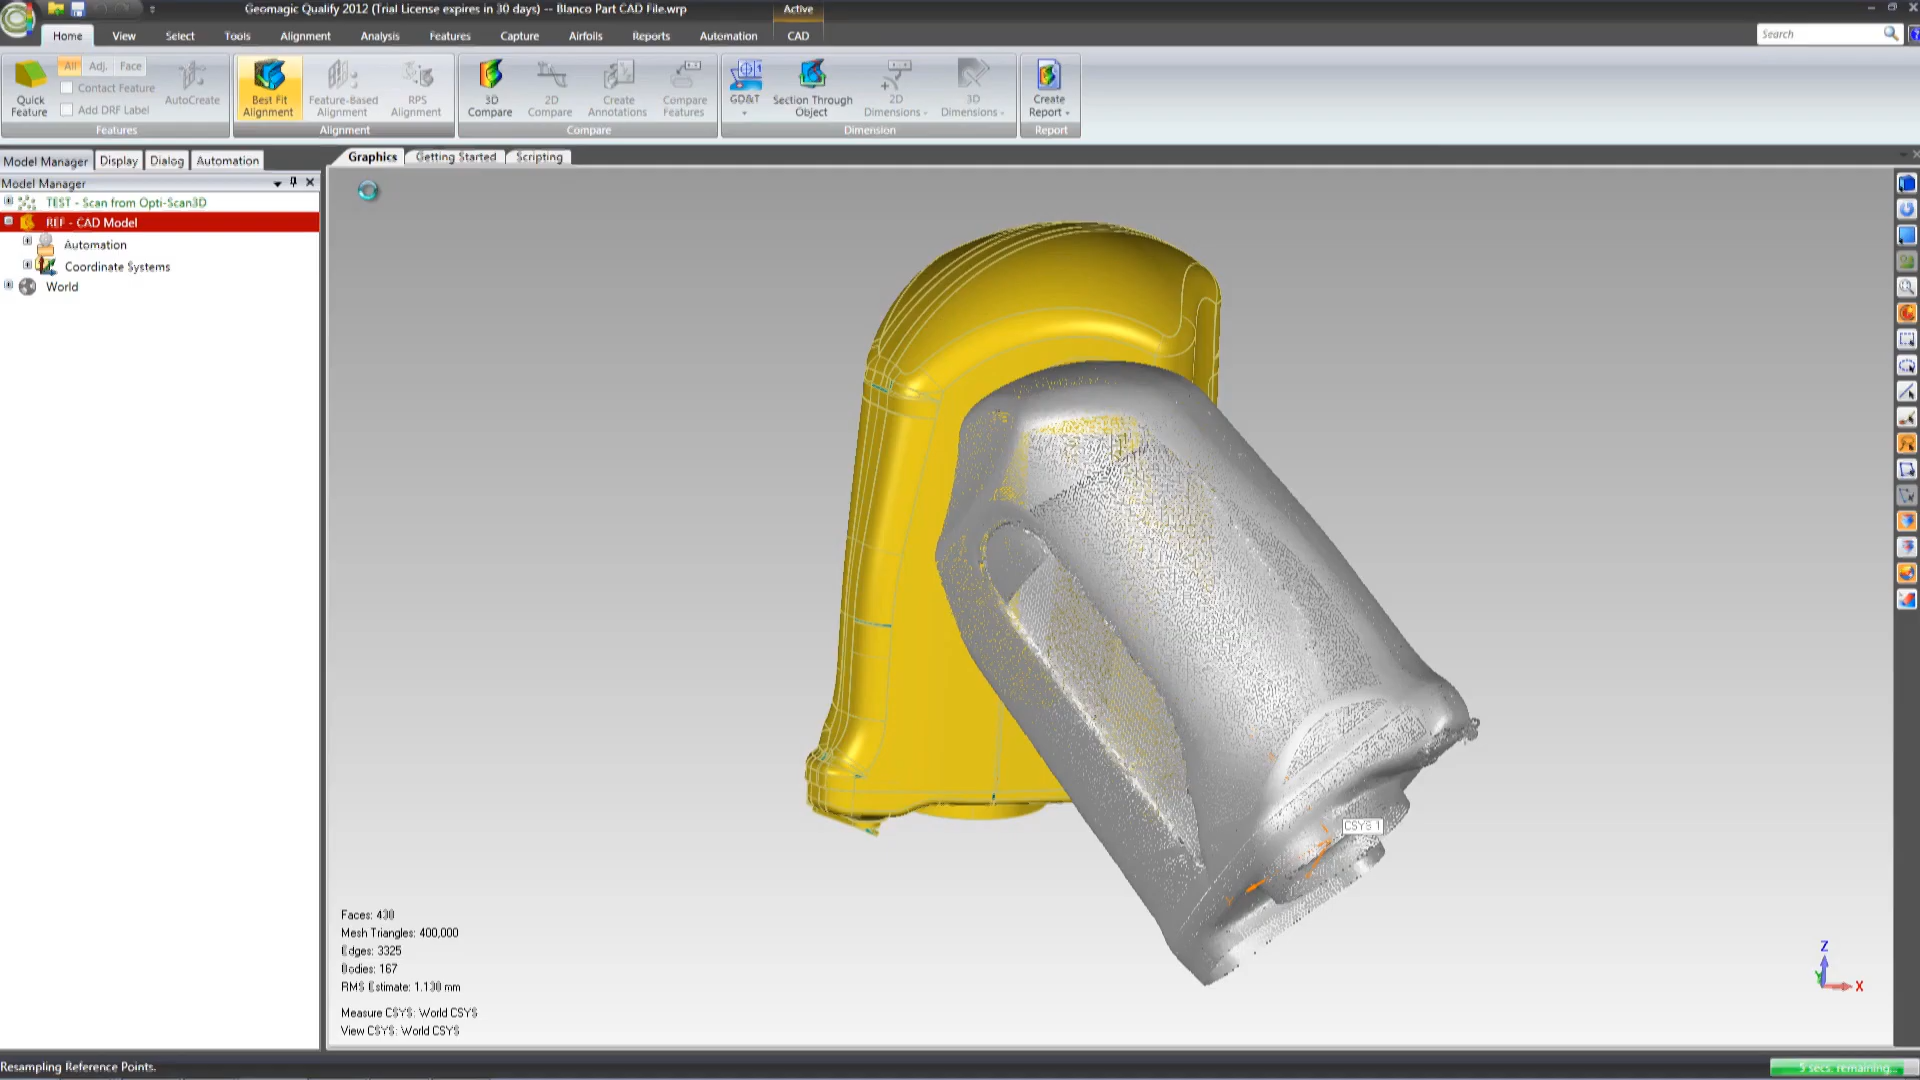 Geomagic Qualify 2012 (Trial License expires in 30 days) -- Blanco Part CAD File.wrp
Active
Home View Select Tools Alignment Analysis Features Capture Airfoils Reports Automation CAD
Search
Quick Feature
All Adj. Face
Contact Feature
Add DRF Label
AutoCreate
Best Fit Alignment
Feature-Based Alignment
RPS Alignment
3D Compare
2D Compare
Create Annotations
Compare Features
GD&T
Section Through Object
2D Dimensions
3D Dimensions
Create Report
Features Alignment Compare Dimension Report
Model Manager Display Dialog Automation
Graphics Getting Started Scripting
Model Manager
TEST - Scan from Opti-Scan3D
REF - CAD Model
Automation
Coordinate Systems
World
CSYS 1
Faces: 430
Mesh Triangles: 400,000
Edges: 3325
Bodies: 167
RMS Estimate: 1.130 mm
Measure CSYS: World CSYS
View CSYS: World CSYS
Z
Y
X
Resampling Reference Points.
5 secs. remaining...